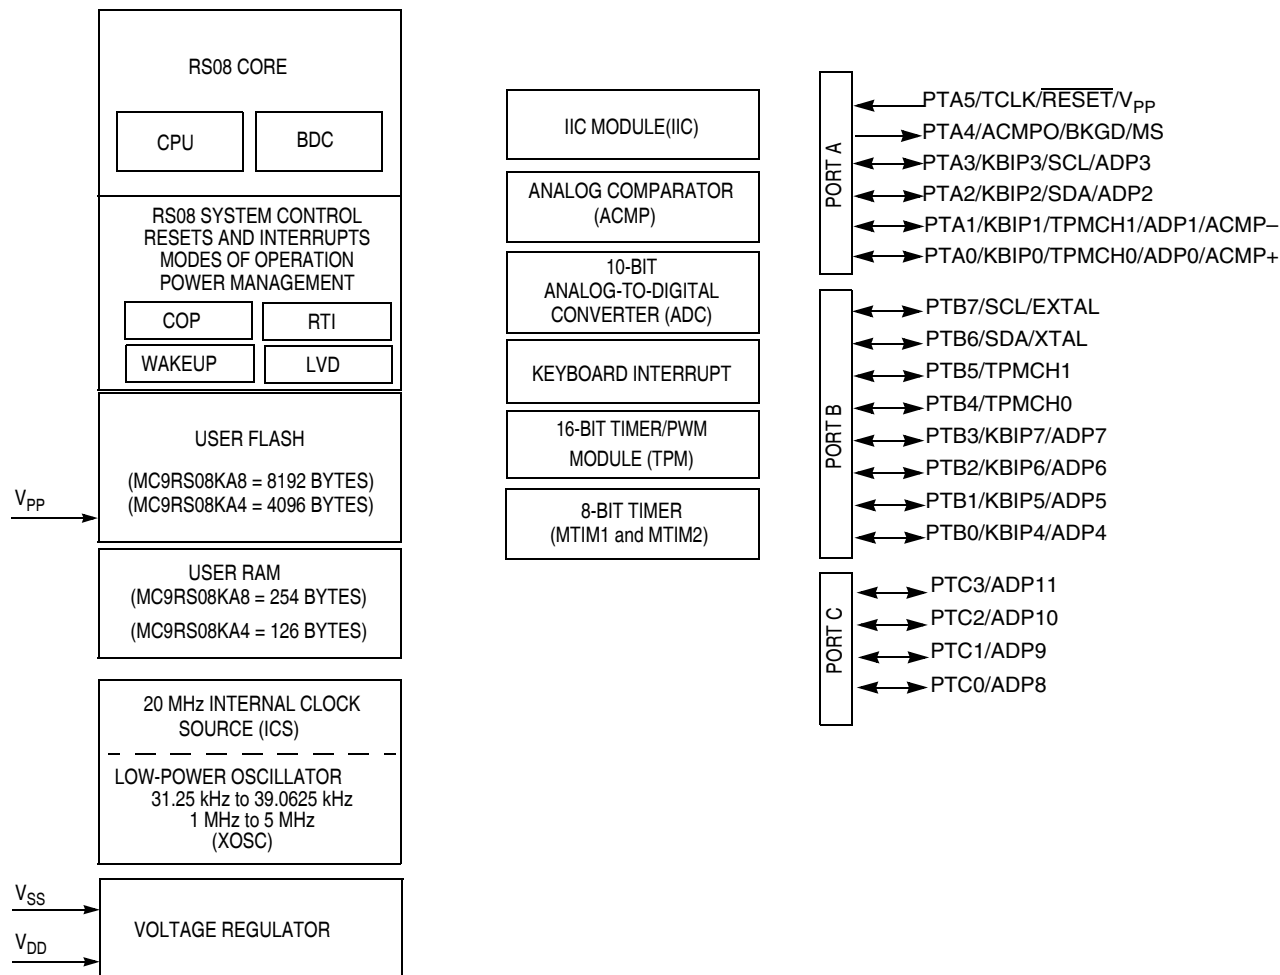 RS08 CORE
CPU
BDC
RS08 SYSTEM CONTROL
RESETS AND INTERRUPTS
MODES OF OPERATION
POWER MANAGEMENT
COP
RTI
WAKEUP
LVD
USER FLASH
(MC9RS08KA8 = 8192 BYTES)
(MC9RS08KA4 = 4096 BYTES)
VPP
USER RAM
(MC9RS08KA8 = 254 BYTES)
(MC9RS08KA4 = 126 BYTES)
20 MHz INTERNAL CLOCK
SOURCE (ICS)
LOW-POWER OSCILLATOR
31.25 kHz to 39.0625 kHz
1 MHz to 5 MHz
(XOSC)
VSS
VDD
VOLTAGE REGULATOR
IIC MODULE(IIC)
ANALOG COMPARATOR
(ACMP)
10-BIT
ANALOG-TO-DIGITAL
CONVERTER (ADC)
KEYBOARD INTERRUPT
16-BIT TIMER/PWM
MODULE (TPM)
8-BIT TIMER
(MTIM1 and MTIM2)
PORT A
PTA5/TCLK/RESET/VPP
PTA4/ACMPO/BKGD/MS
PTA3/KBIP3/SCL/ADP3
PTA2/KBIP2/SDA/ADP2
PTA1/KBIP1/TPMCH1/ADP1/ACMP–
PTA0/KBIP0/TPMCH0/ADP0/ACMP+
PORT B
PTB7/SCL/EXTAL
PTB6/SDA/XTAL
PTB5/TPMCH1
PTB4/TPMCH0
PTB3/KBIP7/ADP7
PTB2/KBIP6/ADP6
PTB1/KBIP5/ADP5
PTB0/KBIP4/ADP4
PORT C
PTC3/ADP11
PTC2/ADP10
PTC1/ADP9
PTC0/ADP8